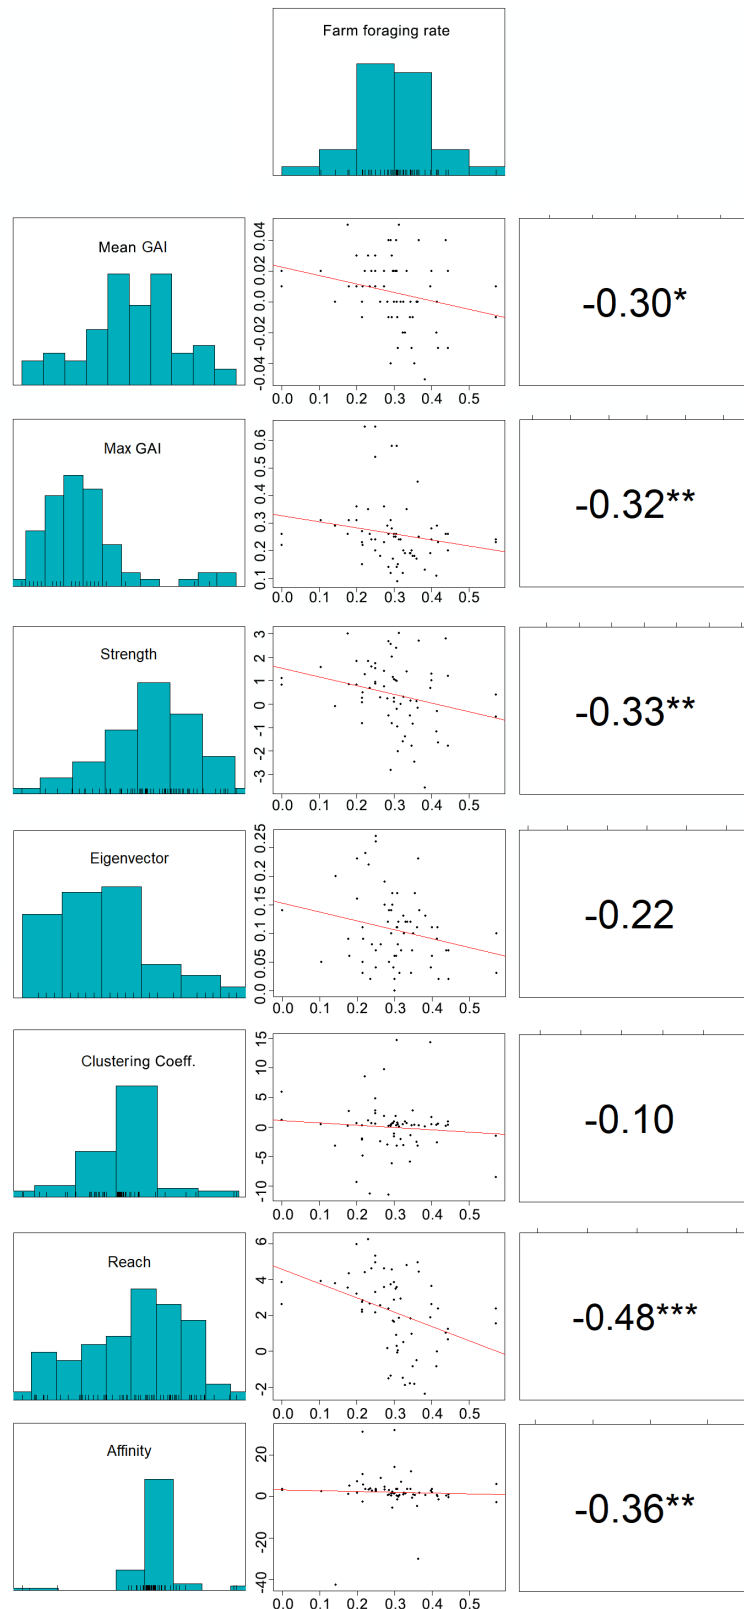 Farm foraging rate
Mean GAI
-0.04 -0.02 0.0 0.02 0.04
0.0 0.1 0.2 0.3 0.4 0.5
-0.30*
Max GAI
0.1 0.2 0.3 0.4 0.5 0.6
0.0 0.1 0.2 0.3 0.4 0.5
-0.32**
Strength
-3 -2 -1 0 1 2 3
0.0 0.1 0.2 0.3 0.4 0.5
-0.33**
Eigenvector
0.0 0.05 0.10 0.15 0.20 0.25
0.0 0.1 0.2 0.3 0.4 0.5
-0.22
Clustering Coeff.
-10 -5 0 5 10 15
0.0 0.1 0.2 0.3 0.4 0.5
-0.10
Reach
-2 0 2 4 6
0.0 0.1 0.2 0.3 0.4 0.5
-0.48***
Affinity
-40 -20 0 20
0.0 0.1 0.2 0.3 0.4 0.5
-0.36**